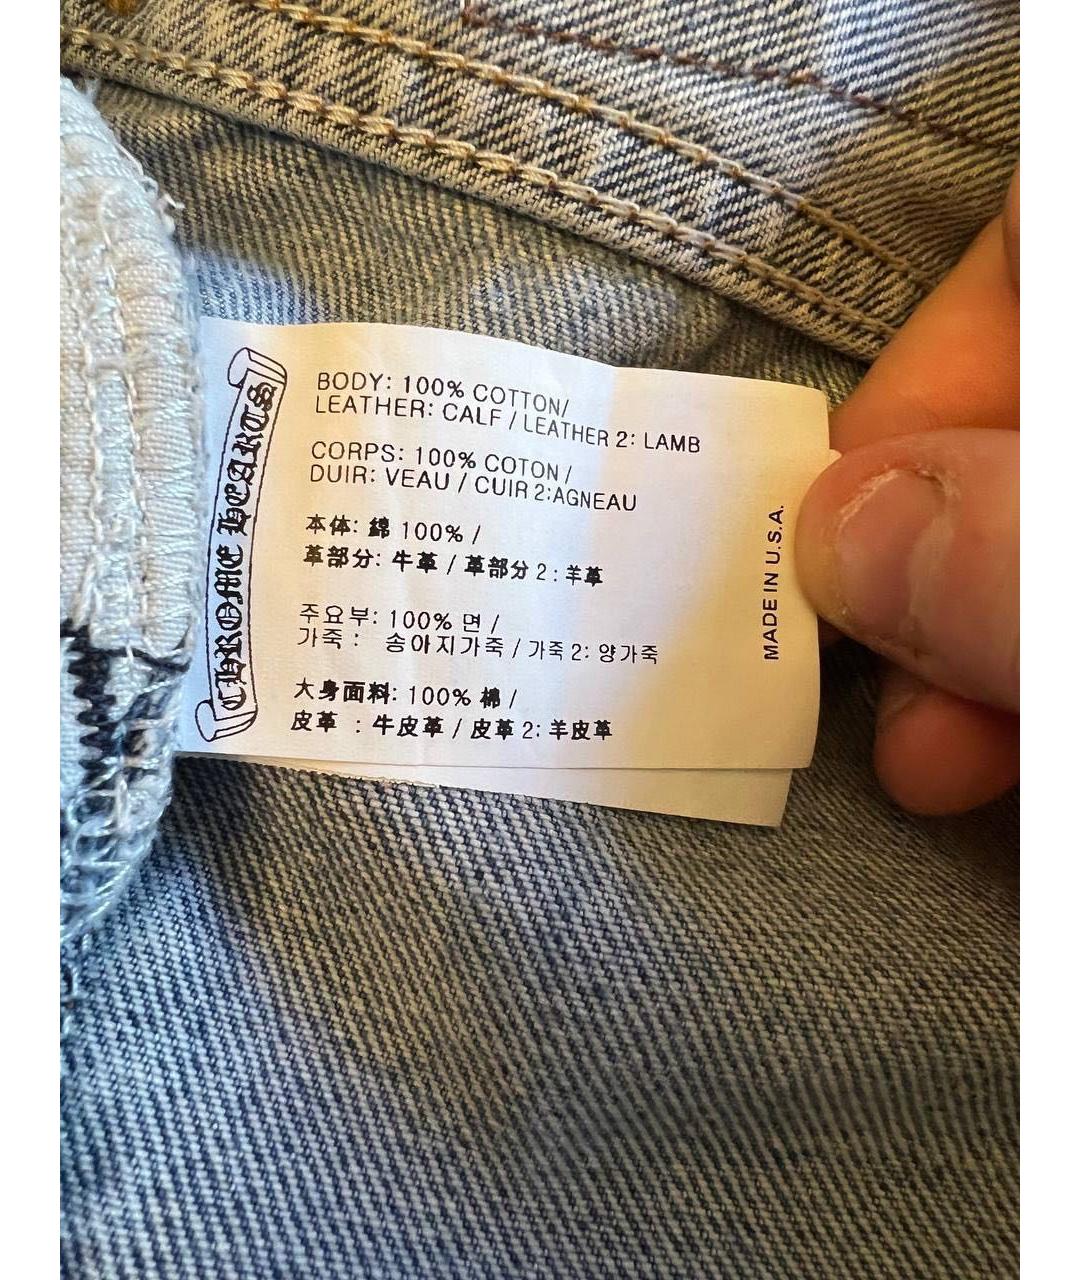 CHROME HEARTS
BODY: 100% COTTON/
LEATHER: CALF / LEATHER 2: LAMB
CORPS: 100% COTON /
DUIR: VEAU / CUIR 2:AGNEAU
本体: 綿 100% /
革部分: 牛革 / 革部分 2 : 羊革
주요부: 100% 면 /
가죽 : 송아지가죽 / 가죽 2: 양가죽
大身面料: 100% 棉 /
皮革 : 牛皮革 / 皮革 2: 羊皮革
MADE IN U.S.A.